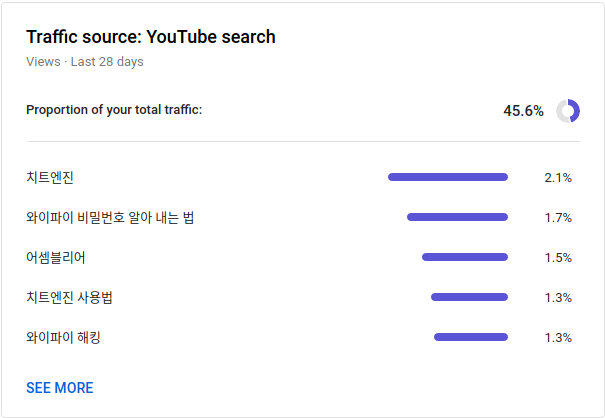 Traffic source: YouTube search
Views · Last 28 days
Proportion of your total traffic: 45.6%
치트엔진 2.1%
와이파이 비밀번호 알아 내는 법 1.7%
어셈블리어 1.5%
치트엔진 사용법 1.3%
와이파이 해킹 1.3%
SEE MORE